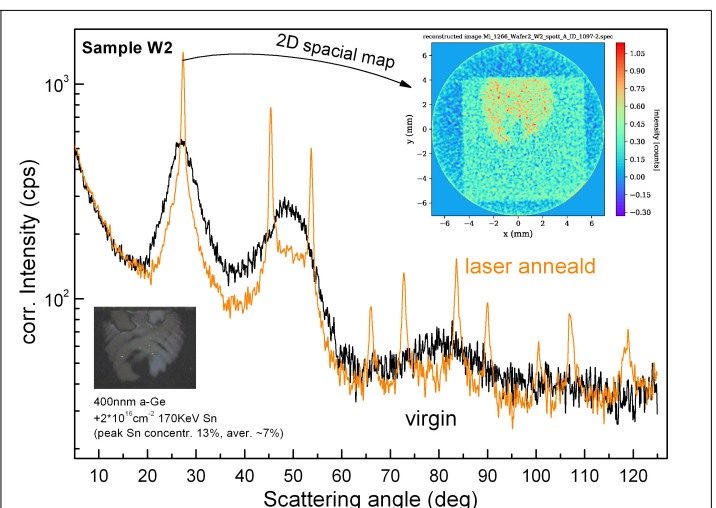 Sample W2
2D spacial map
reconstructed image Mi_1266_Wafer2_W2_spott_A_ID_1097-2.spec
6
4
2
0
−2
−4
−6
y (mm)
−6 −4 −2 0 2 4 6
x (mm)
1.05
0.90
0.75
0.60
0.45
0.30
0.15
0.00
−0.15
−0.30
Intensity [counts]
10³
10²
corr. Intensity (cps)
laser anneald
virgin
400nnm a-Ge
+2*10¹⁶cm⁻² 170KeV Sn
(peak Sn concentr. 13%, aver. ~7%)
10 20 30 40 50 60 70 80 90 100 110 120
Scattering angle (deg)